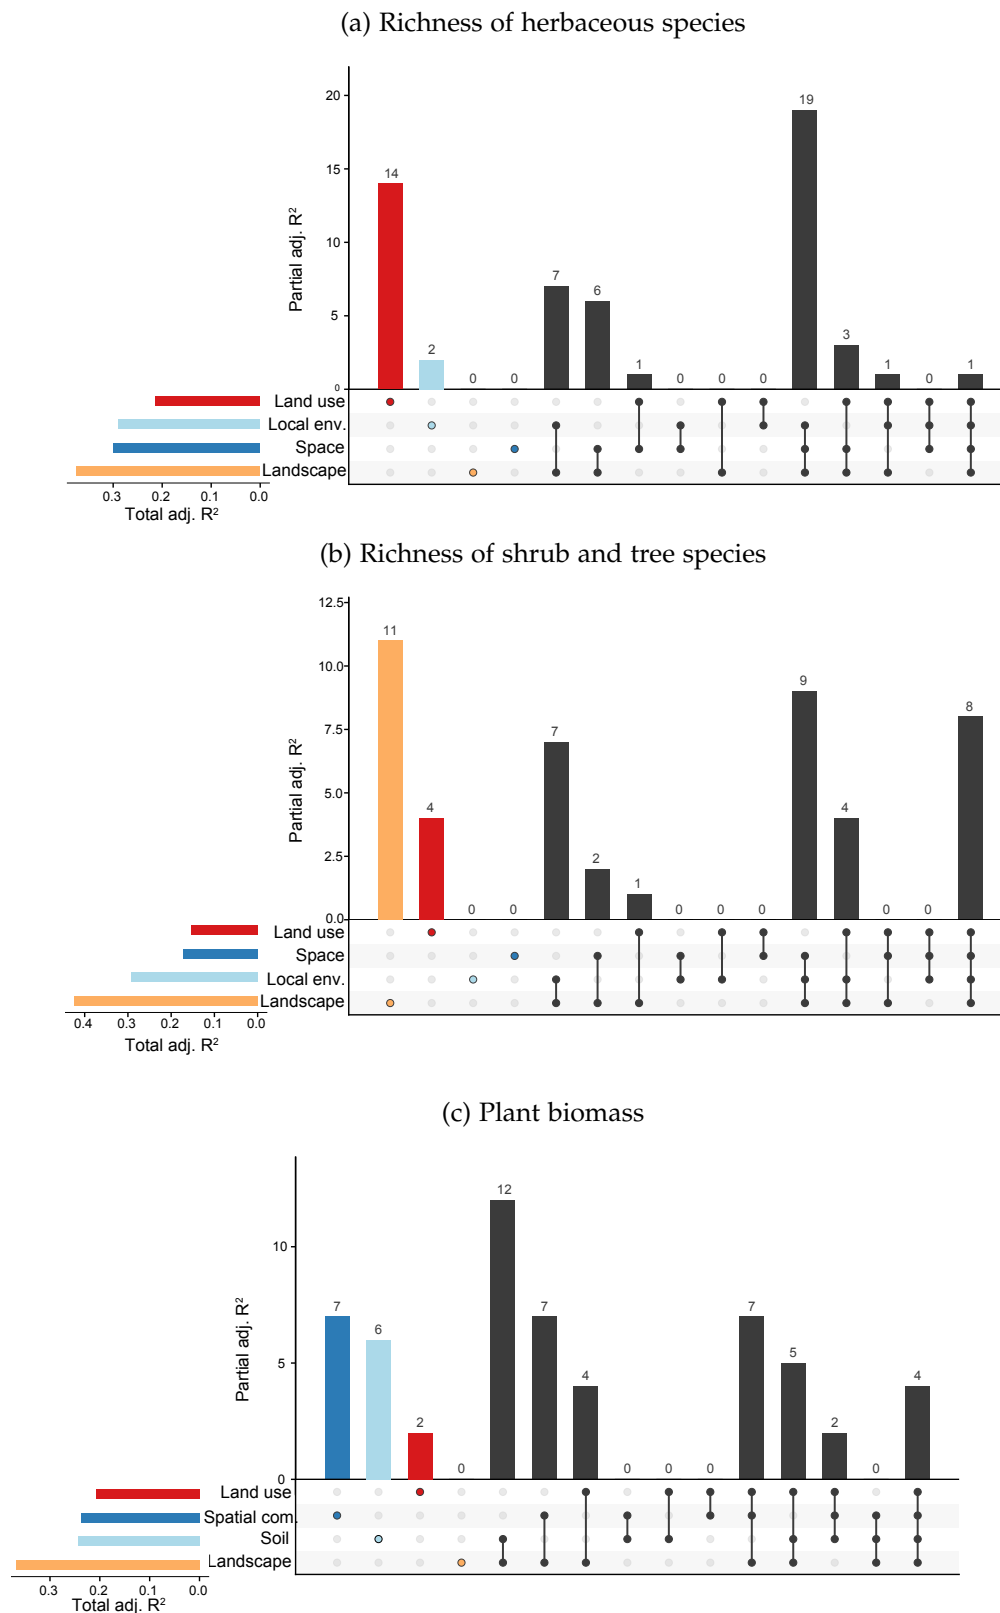 (a) Richness of herbaceous species
20
15
10
5
0
Partial adj. R²
14
2
0
0
7
6
1
0
0
0
19
3
1
0
1
Land use
Local env.
Space
Landscape
0.3 0.2 0.1 0.0
Total adj. R²
(b) Richness of shrub and tree species
12.5
10.0
7.5
5.0
2.5
0.0
Partial adj. R²
11
4
0
0
7
2
1
0
0
0
9
4
0
0
8
Land use
Space
Local env.
Landscape
0.4 0.3 0.2 0.1 0.0
Total adj. R²
(c) Plant biomass
10
5
0
Partial adj. R²
7
6
2
0
12
7
4
0
0
0
7
5
2
0
4
Land use
Spatial com.
Soil
Landscape
0.3 0.2 0.1 0.0
Total adj. R²